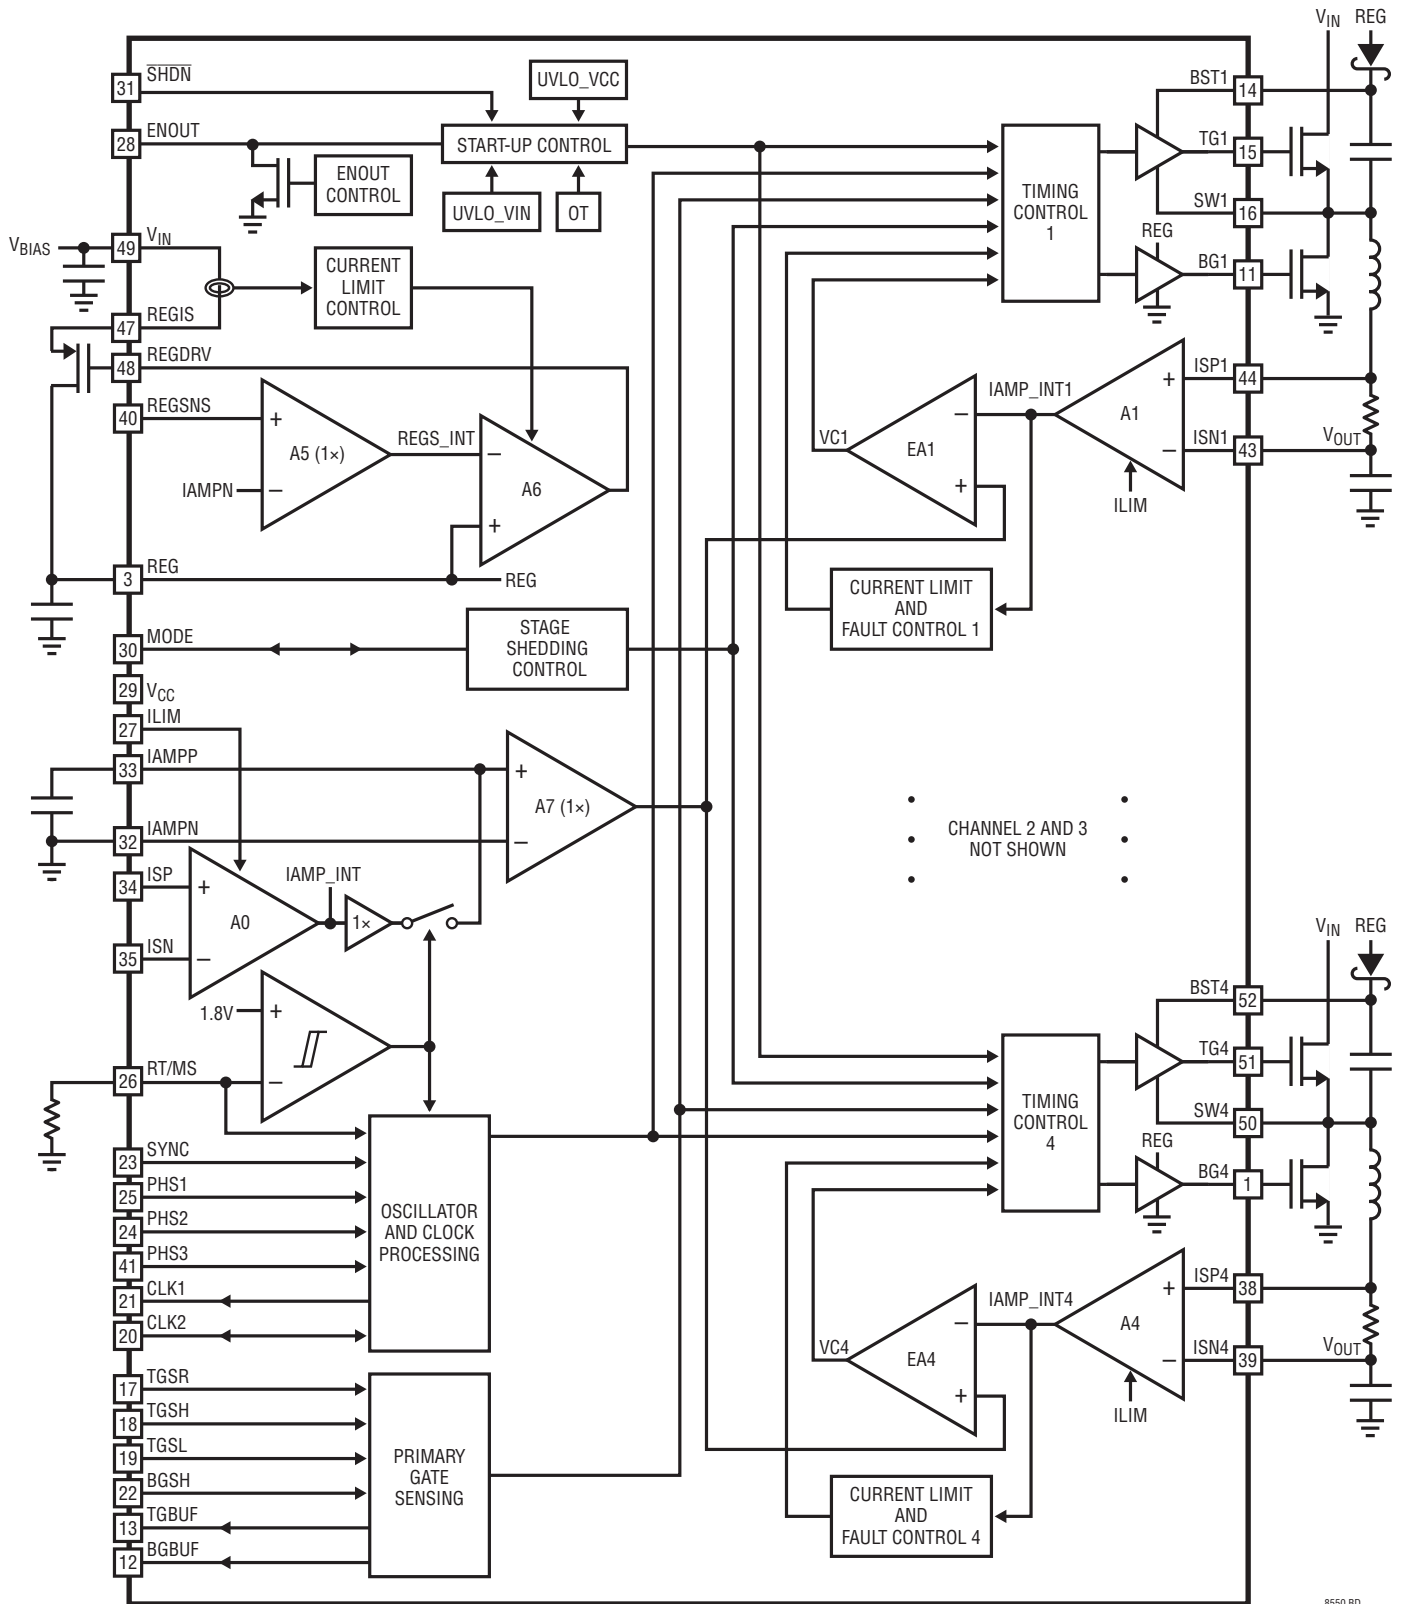 V_IN REG
31 SHDN
UVLO_VCC
BST1 14
28 ENOUT
START-UP CONTROL
ENOUT
CONTROL
UVLO_VIN
OT
TIMING
CONTROL
1
TG1 15
SW1 16
REG
BG1 11
V_BIAS 49 V_IN
CURRENT
LIMIT
CONTROL
47 REGIS
48 REGDRV
40 REGSNS
+
A5 (1×)
−
IAMPN
REGS_INT
−
A6
+
3 REG
REG
IAMP_INT1
−
EA1
+
VC1
+
A1
−
ILIM
ISP1 44
ISN1 43
V_OUT
CURRENT LIMIT
AND
FAULT CONTROL 1
30 MODE
STAGE
SHEDDING
CONTROL
29 V_CC
27 ILIM
33 IAMPP
+
A7 (1×)
−
32 IAMPN
34 ISP
+
A0
−
35 ISN
IAMP_INT
1×
CHANNEL 2 AND 3
NOT SHOWN
1.8V
+
−
26 RT/MS
23 SYNC
25 PHS1
24 PHS2
41 PHS3
21 CLK1
20 CLK2
OSCILLATOR
AND CLOCK
PROCESSING
17 TGSR
18 TGSH
19 TGSL
22 BGSH
13 TGBUF
12 BGBUF
PRIMARY
GATE
SENSING
V_IN REG
BST4 52
TIMING
CONTROL
4
TG4 51
SW4 50
REG
BG4 1
IAMP_INT4
−
EA4
+
VC4
+
A4
−
ILIM
ISP4 38
ISN4 39
V_OUT
CURRENT LIMIT
AND
FAULT CONTROL 4
8550 BD